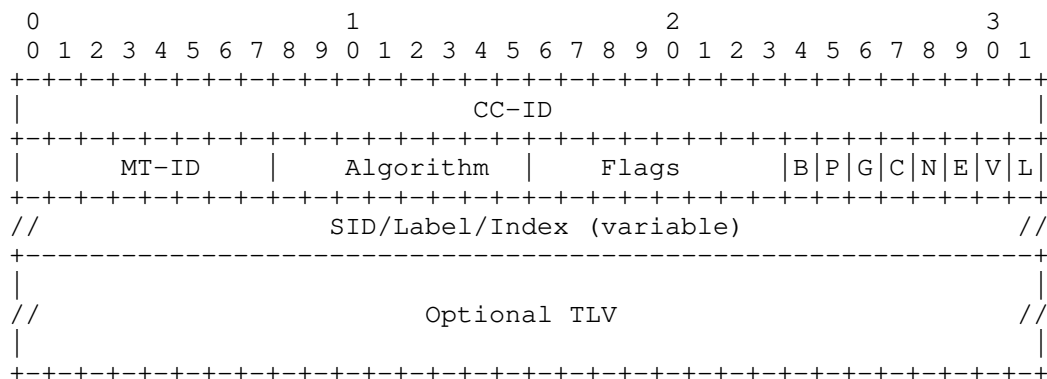 0                   1                   2                   3
 0 1 2 3 4 5 6 7 8 9 0 1 2 3 4 5 6 7 8 9 0 1 2 3 4 5 6 7 8 9 0 1
+-+-+-+-+-+-+-+-+-+-+-+-+-+-+-+-+-+-+-+-+-+-+-+-+-+-+-+-+-+-+-+-+
|                            CC-ID                              |
+-+-+-+-+-+-+-+-+-+-+-+-+-+-+-+-+-+-+-+-+-+-+-+-+-+-+-+-+-+-+-+-+
|      MT-ID    |    Algorithm  |    Flags      |B|P|G|C|N|E|V|L|
+-+-+-+-+-+-+-+-+-+-+-+-+-+-+-+-+-+-+-+-+-+-+-+-+-+-+-+-+-+-+-+-+
//                  SID/Label/Index (variable)                 //
+---------------------------------------------------------------+
|                                                               |
//                        Optional TLV                         //
|                                                               |
+-+-+-+-+-+-+-+-+-+-+-+-+-+-+-+-+-+-+-+-+-+-+-+-+-+-+-+-+-+-+-+-+